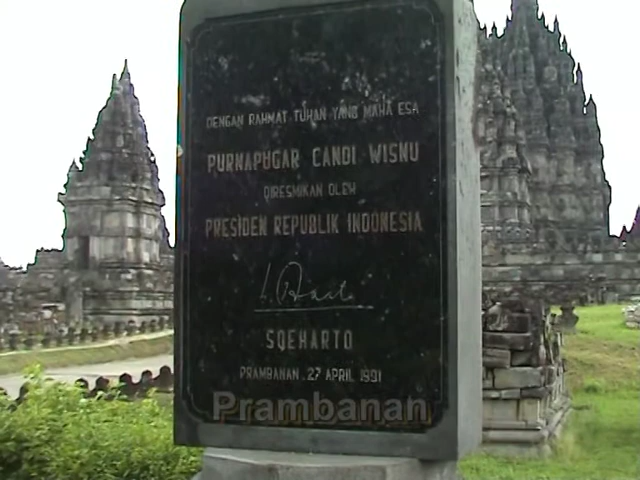 DENGAN RAHMAT TUHAN YANG MAHA ESA
PURNAPUGAR CANDI WISNU
DIRESMIKAN OLEH
PRESIDEN REPUBLIK INDONESIA
SOEHARTO
PRAMBANAN, 27 APRIL 1991
Prambanan